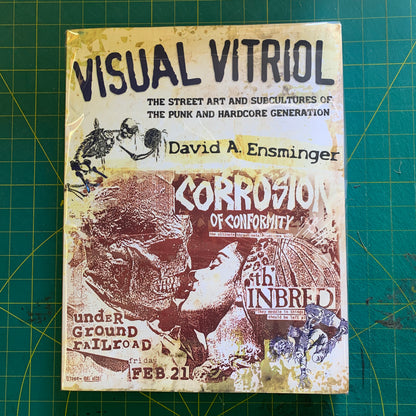 VISUAL VITRIOL
THE STREET ART AND SUBCULTURES OF
THE PUNK AND HARDCORE GENERATION
David A. Ensminger
CORROSION
OF CONFORMITY
th'
INBRED
UNDER
GROUND
RAILROAD
friday
FEB 21